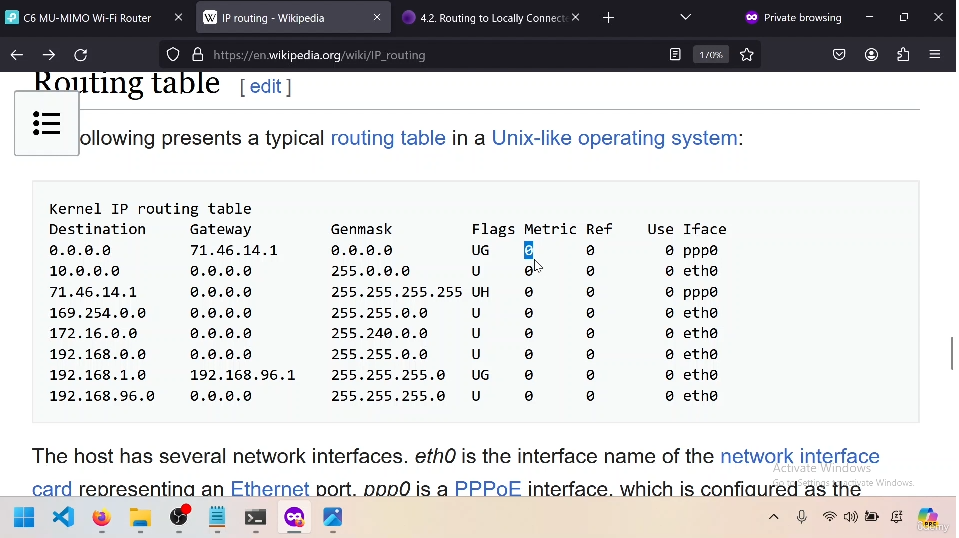 C6 MU-MIMO Wi-Fi Router
IP routing - Wikipedia
4.2. Routing to Locally Connecte
Private browsing
https://en.wikipedia.org/wiki/IP_routing
170%
Routing table [ edit ]
ollowing presents a typical routing table in a Unix-like operating system:
Kernel IP routing table
Destination Gateway Genmask Flags Metric Ref Use Iface
0.0.0.0 71.46.14.1 0.0.0.0 UG 0 0 0 ppp0
10.0.0.0 0.0.0.0 255.0.0.0 U 0 0 0 eth0
71.46.14.1 0.0.0.0 255.255.255.255 UH 0 0 0 ppp0
169.254.0.0 0.0.0.0 255.255.0.0 U 0 0 0 eth0
172.16.0.0 0.0.0.0 255.240.0.0 U 0 0 0 eth0
192.168.0.0 0.0.0.0 255.255.0.0 U 0 0 0 eth0
192.168.1.0 192.168.96.1 255.255.255.0 UG 0 0 0 eth0
192.168.96.0 0.0.0.0 255.255.255.0 U 0 0 0 eth0
The host has several network interfaces. eth0 is the interface name of the network interface
Activate Windows
card representing an Ethernet port. ppp0 is a PPPoE interface, which is configured as the
Go to Settings to activate Windows.
PRE
Udemy